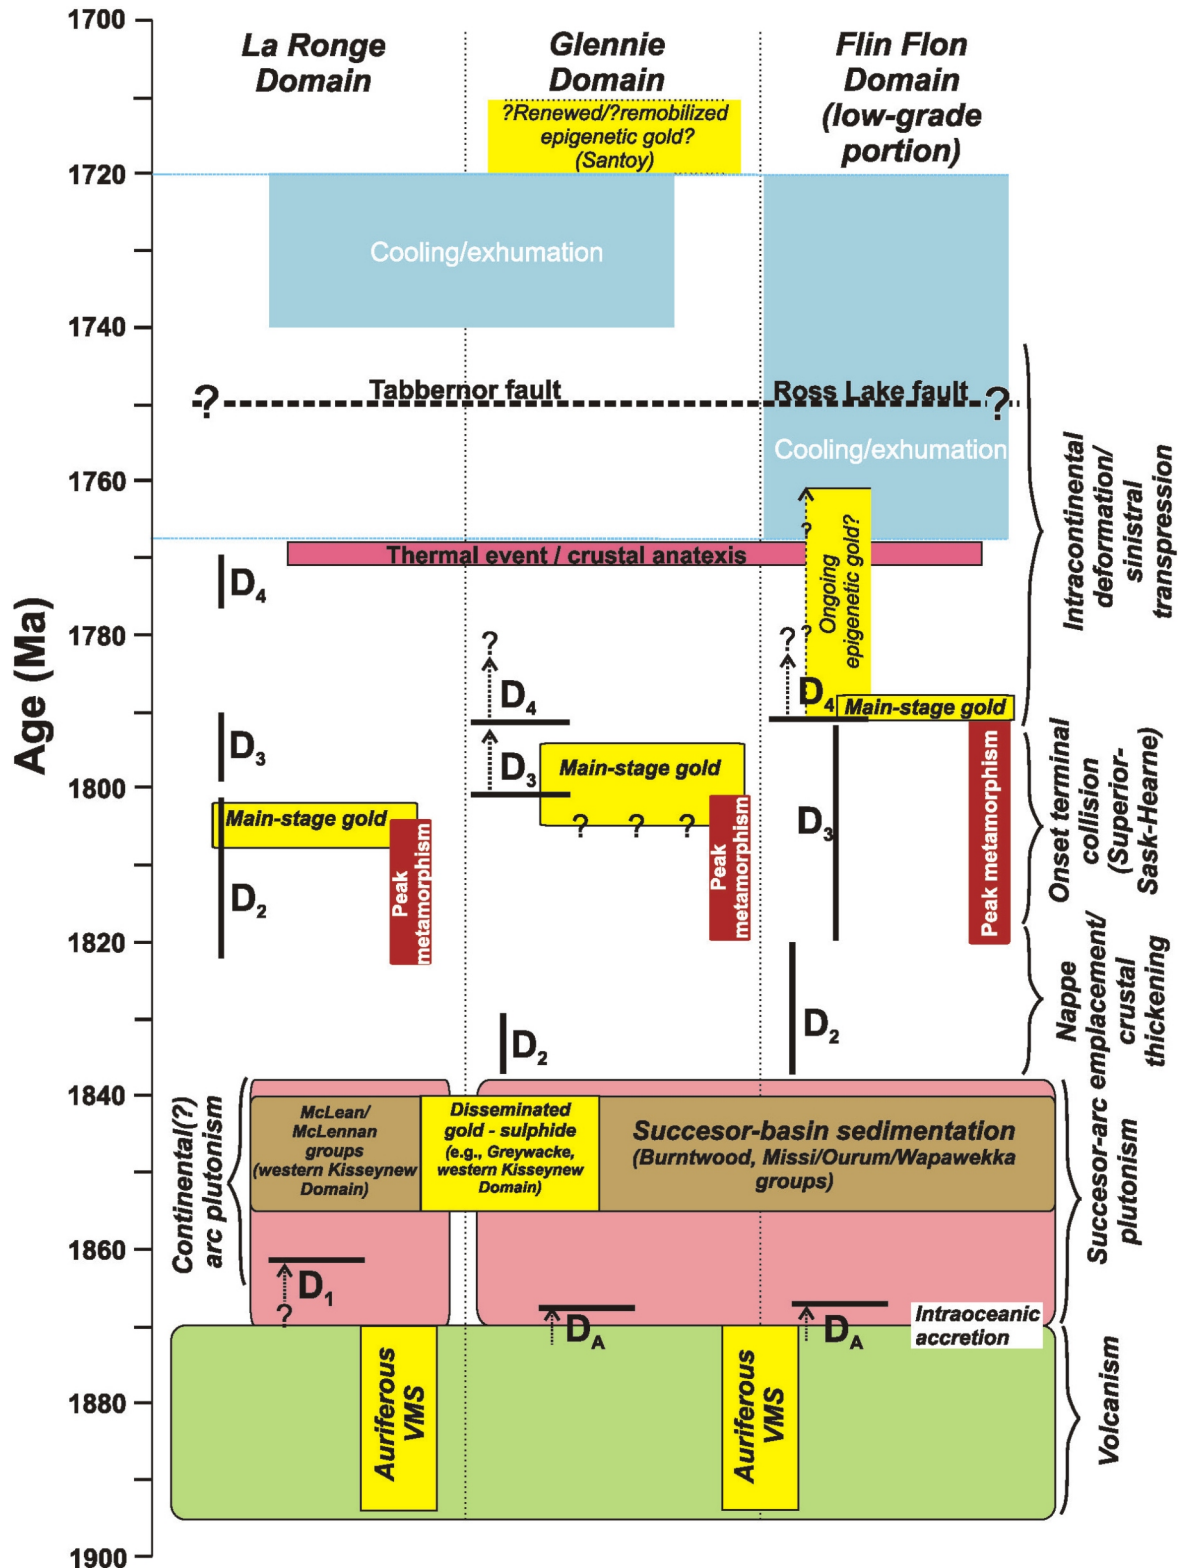 1700
La Ronge
Domain
Glennie
Domain
Flin Flon
Domain
(low-grade
portion)
?Renewed/?remobilized
epigenetic gold?
(Santoy)
1720
Cooling/exhumation
1740
Tabbernor fault
Ross Lake fault
?
?
Cooling/exhumation
1760
Thermal event / crustal anatexis
D4
?
Ongoing
epigenetic gold?
?
1780
?
D4
?
D4
Main-stage gold
D3
D3
Main-stage gold
? ? ?
Peak
metamorphism
D3
Peak metamorphism
1800
Main-stage gold
Peak
metamorphism
D2
1820
D2
D2
1840
McLean/
McLennan
groups
(western Kisseynew
Domain)
Disseminated
gold - sulphide
(e.g., Greywacke,
western Kisseynew
Domain)
Succesor-basin sedimentation
(Burntwood, Missi/Ourum/Wapawekka
groups)
1860
D1
?
DA
DA
Intraoceanic
accretion
Auriferous
VMS
Auriferous
VMS
1880
1900
Age (Ma)
Continental(?)
arc plutonism
Intracontinental
deformation/
sinistral
transpression
Onset terminal
collision
(Superior-
Sask-Hearne)
Nappe
emplacement/
crustal
thickening
Succesor-arc
plutonism
Volcanism